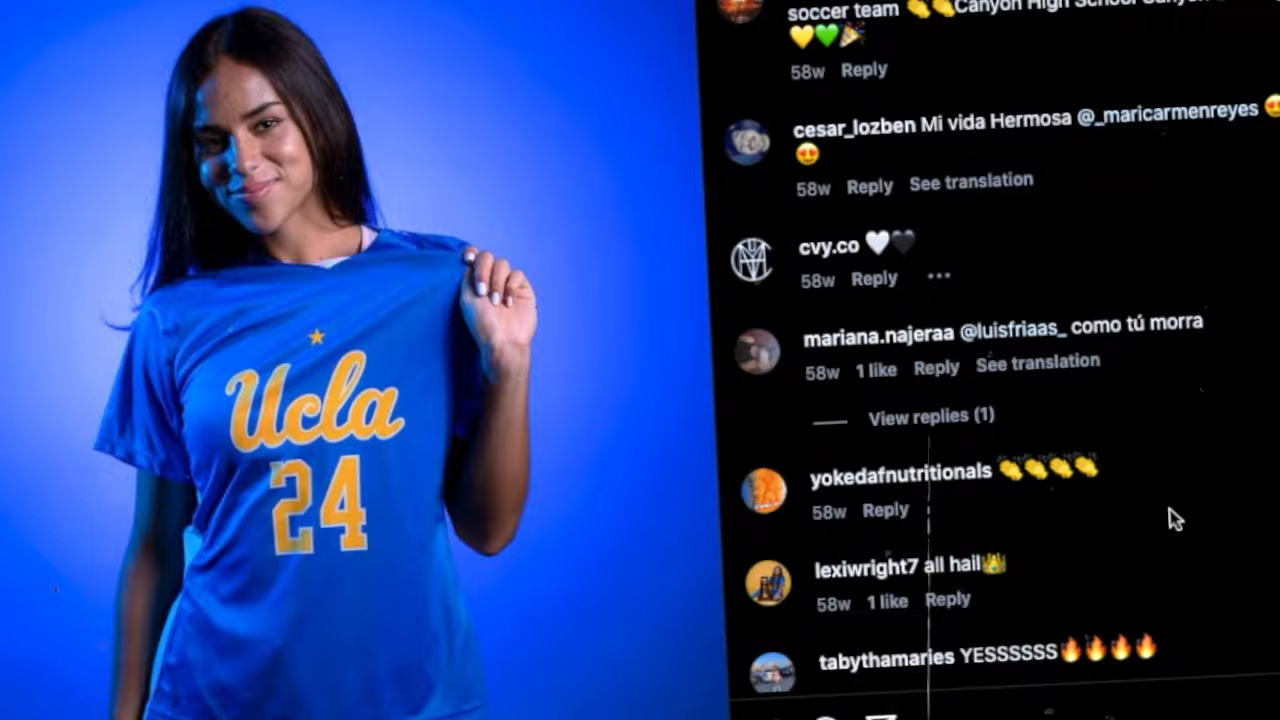 Ucla
24
soccer team 👏👏Canyon High School Canyon
💛💚🎉
58w Reply
cesar_lozben Mi vida Hermosa @_maricarmenreyes 😍
😍
58w Reply See translation
cvy.co 🤍🖤
58w Reply •••
mariana.najeraa @luisfriaas_ como tú morra
58w 1 like Reply See translation
View replies (1)
yokedafnutritionals 👏👏👏👏
58w Reply
lexiwright7 all hail👑
58w 1 like Reply
tabythamaries YESSSSSS🔥🔥🔥🔥